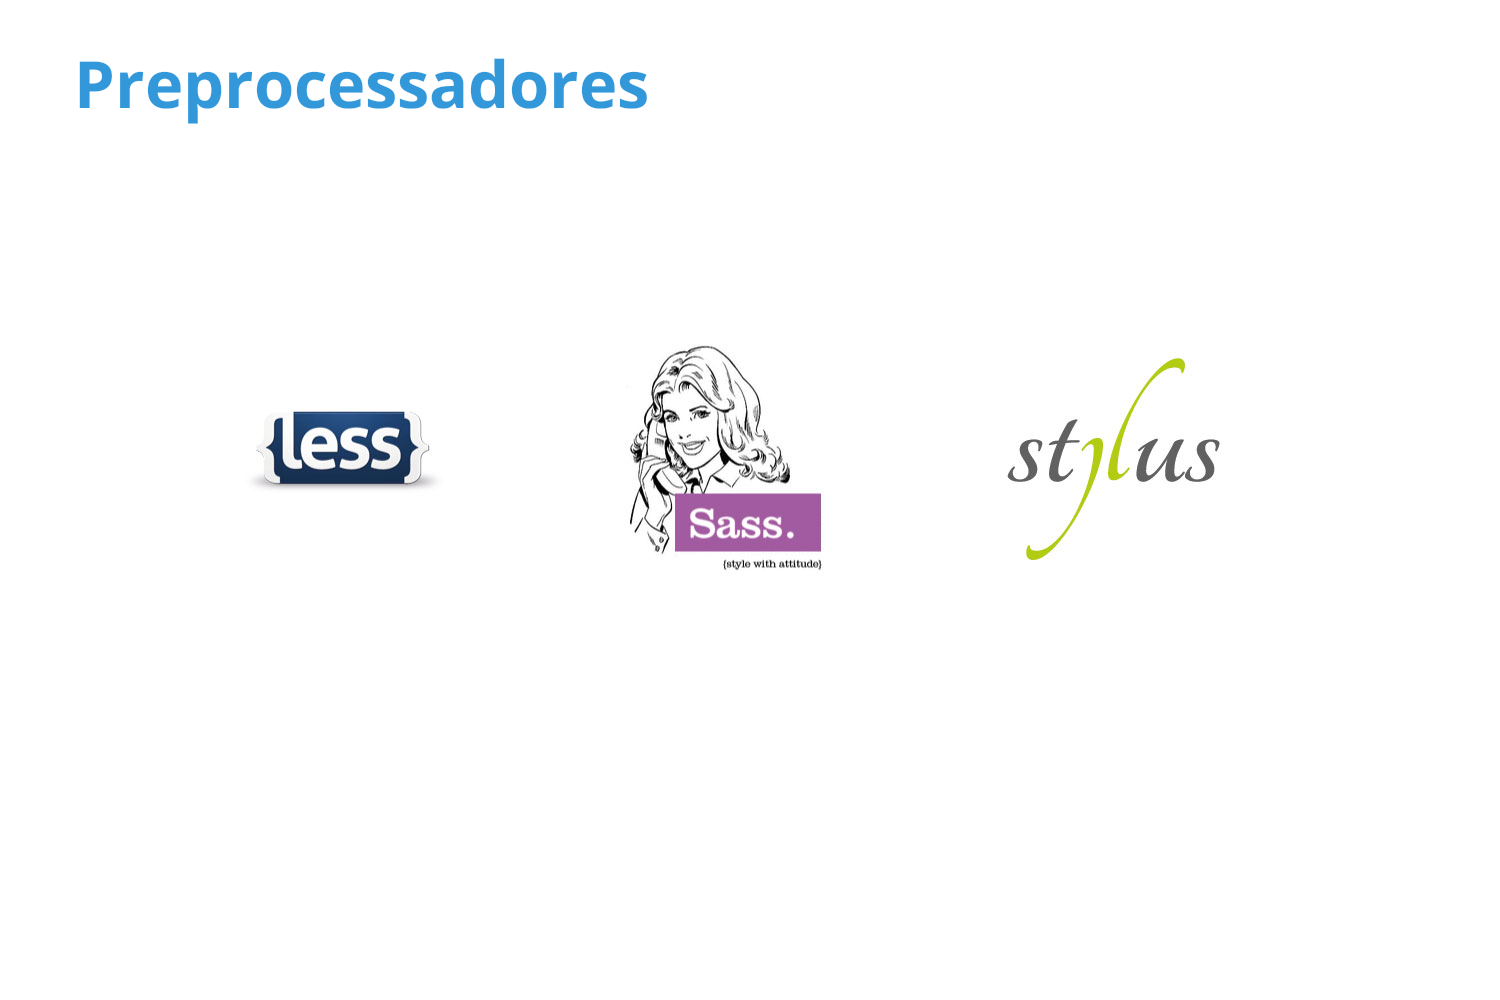 Preprocessadores
{less}
Sass.
{style with attitude}
stylus